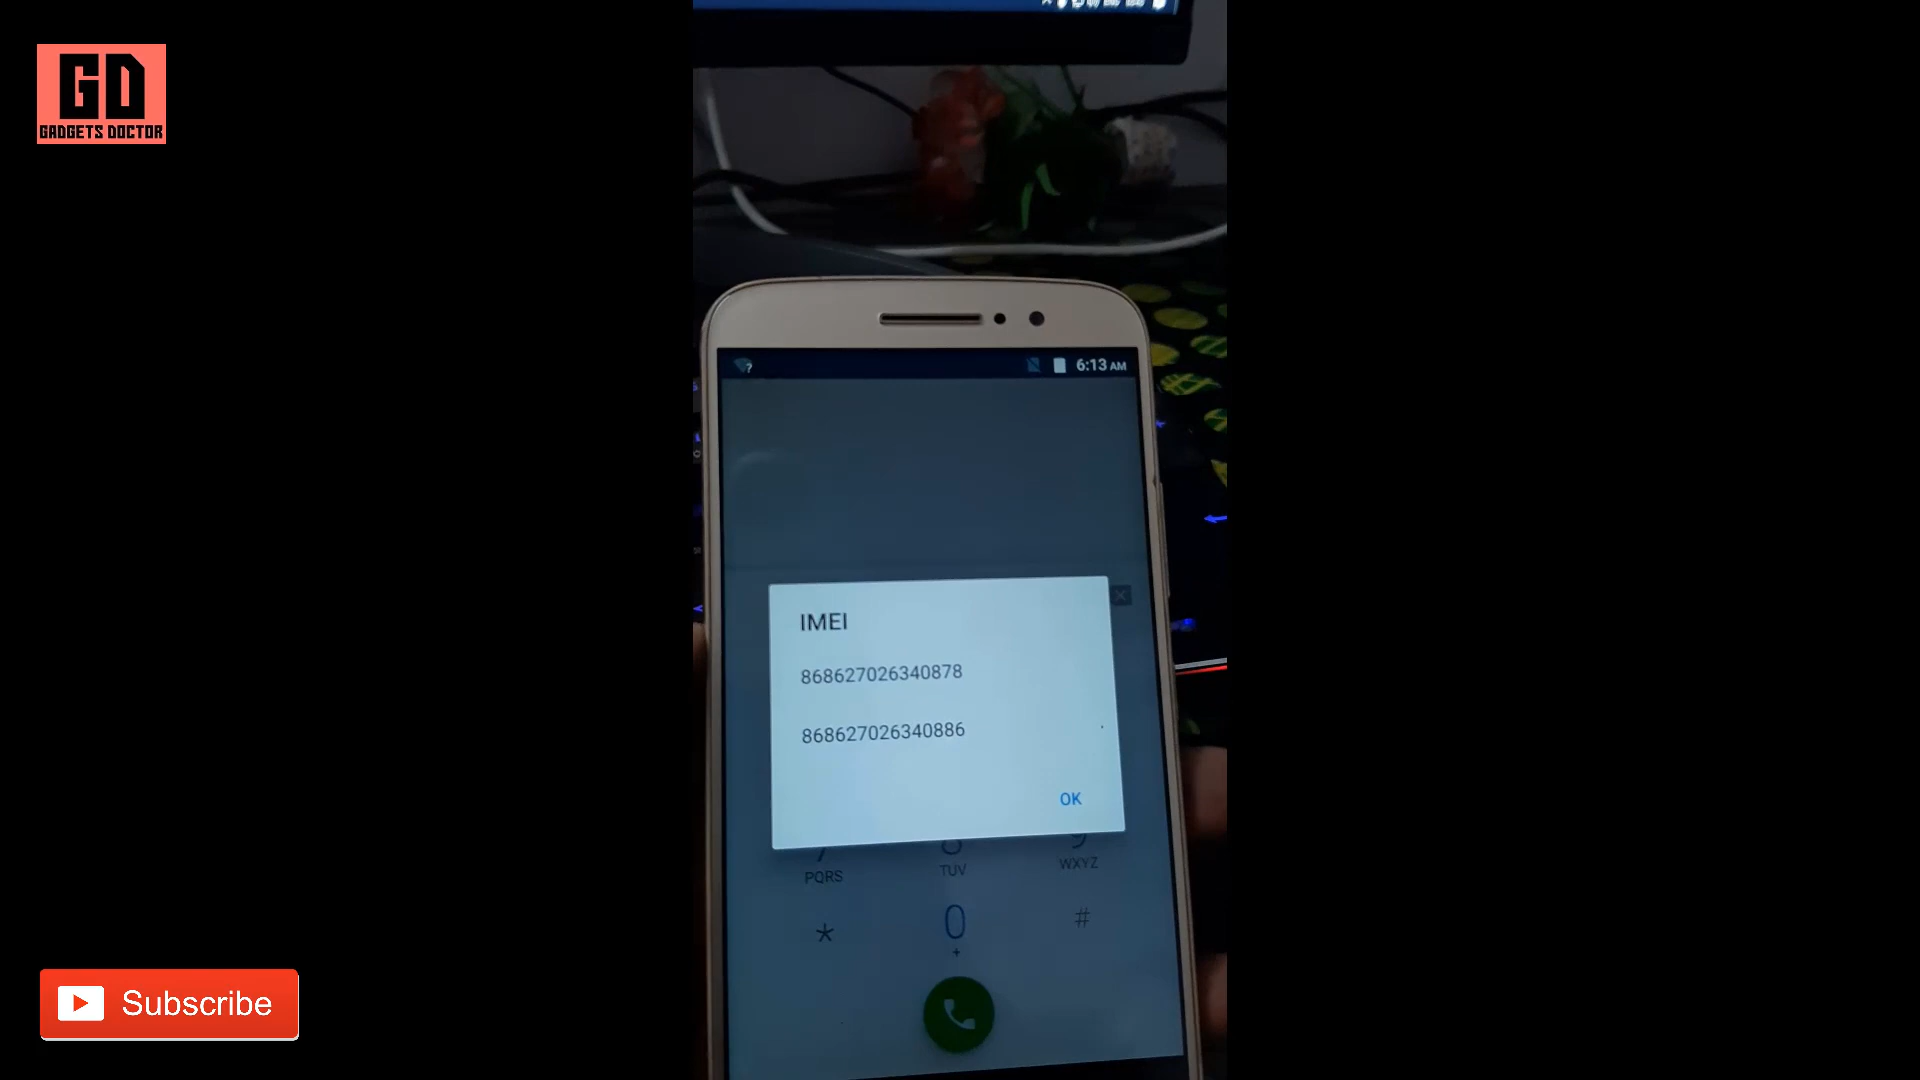 GD
GADGETS DOCTOR
6:13 AM
IMEI
868627026340878
868627026340886
OK
PQRS
TUV
WXYZ
*
0
#
+
Subscribe